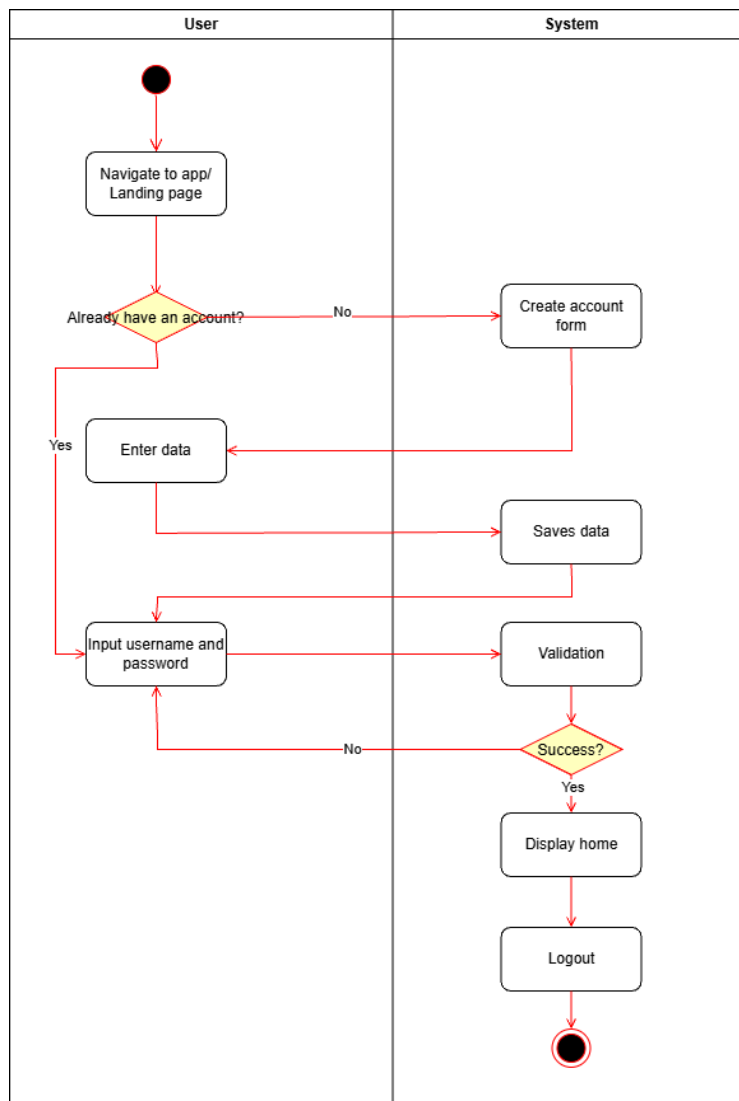 User
System
Navigate to app/
Landing page
Already have an account?
No
Create account
form
Yes
Enter data
Saves data
Input username and
password
Validation
No
Success?
Yes
Display home
Logout